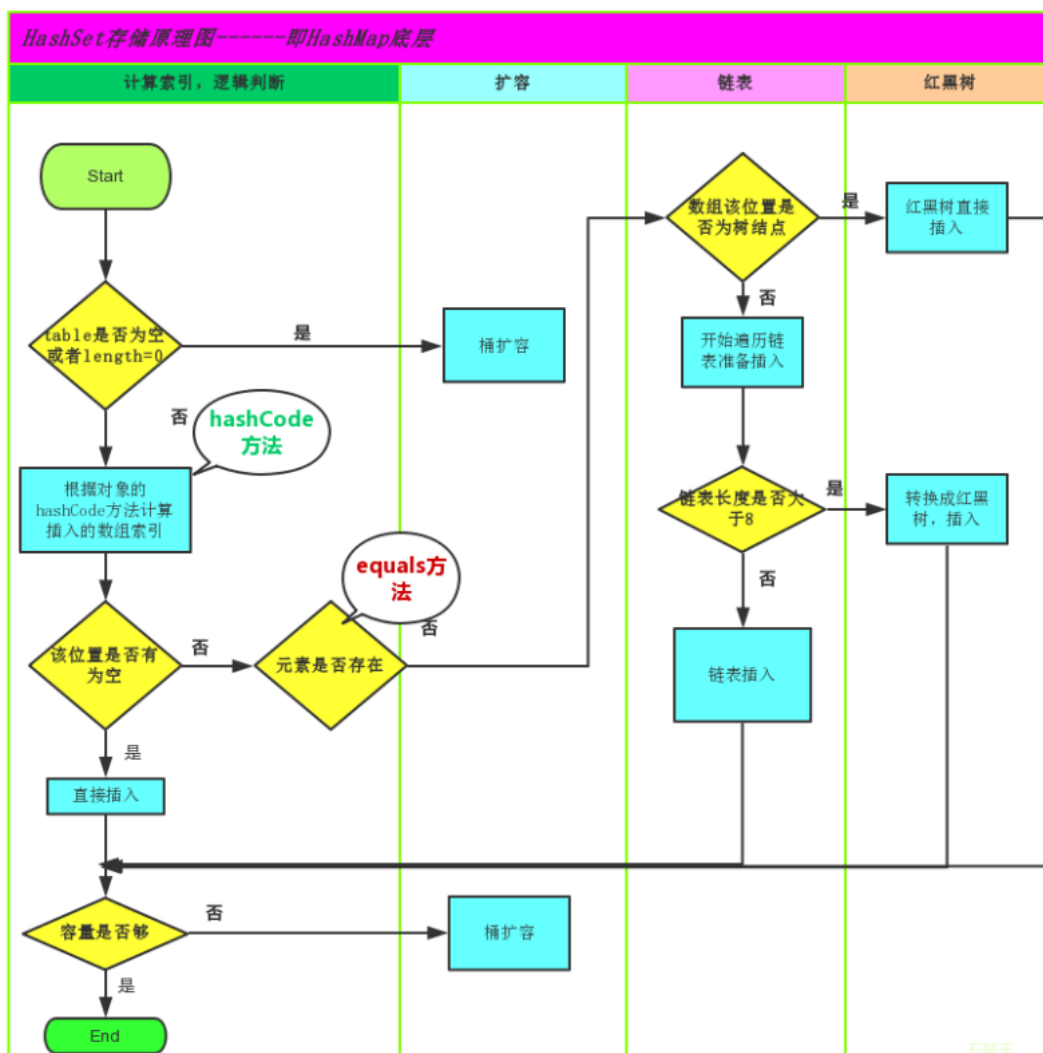 HashSet存储原理图------即HashMap底层
计算索引，逻辑判断
扩容
链表
红黑树
Start
数组该位置是
否为树结点
是
红黑树直接
插入
否
table是否为空
或者length=0
是
桶扩容
开始遍历链
表准备插入
否
hashCode
方法
根据对象的
hashCode方法计算
插入的数组索引
链表长度是否大
于8
是
转换成红黑
树，插入
否
equals方
法
该位置是否有
为空
否
元素是否存在
否
链表插入
是
直接插入
容量是否够
否
桶扩容
是
End